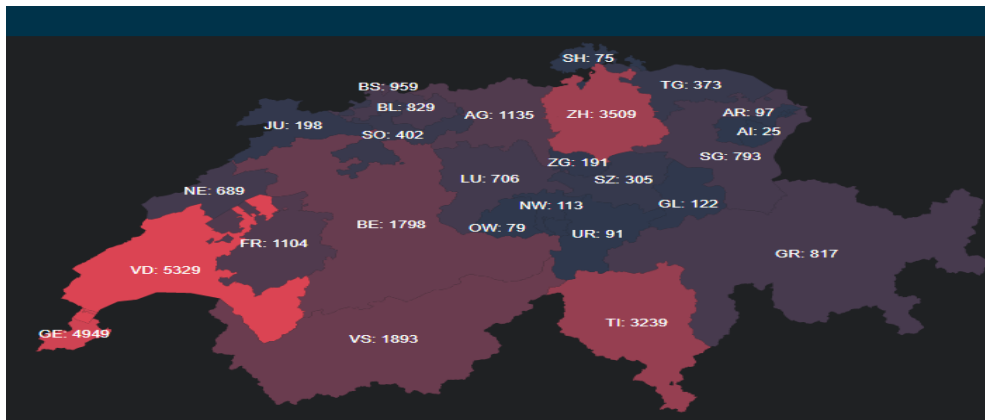 SH: 75
BS: 959
TG: 373
BL: 829
AG: 1135
ZH: 3509
AR: 97
JU: 198
SO: 402
AI: 25
ZG: 191
SG: 793
NE: 689
LU: 706
SZ: 305
NW: 113
GL: 122
BE: 1798
OW: 79
UR: 91
FR: 1104
GR: 817
VD: 5329
TI: 3239
GE: 4949
VS: 1893